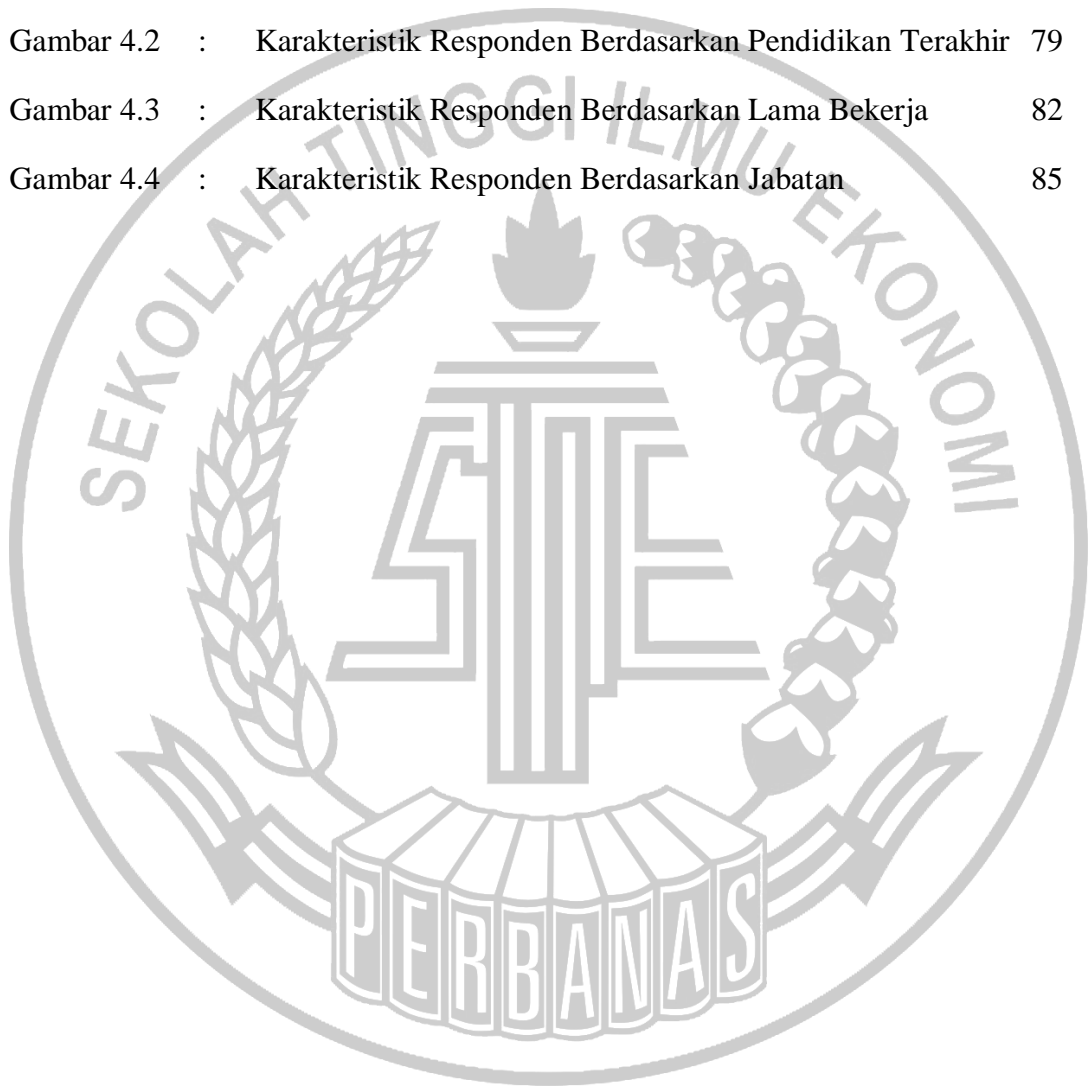 Gambar 4.2 : Karakteristik Responden Berdasarkan Pendidikan Terakhir 79
Gambar 4.3 : Karakteristik Responden Berdasarkan Lama Bekerja 82
Gambar 4.4 : Karakteristik Responden Berdasarkan Jabatan 85
SEKOLAH TINGGI ILMU EKONOMI
STIE
PERBANAS